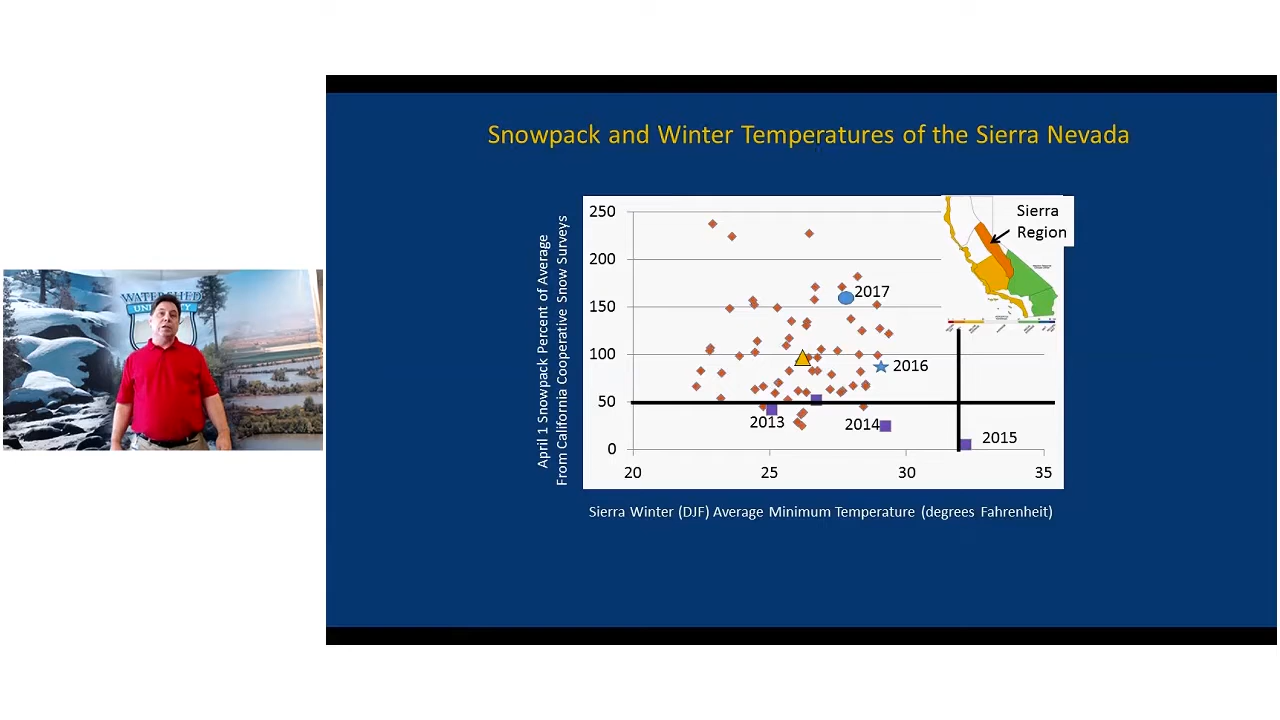 Snowpack and Winter Temperatures of the Sierra Nevada
April 1 Snowpack Percent of Average
From California Cooperative Snow Surveys
250
200
150
100
50
0
20
25
30
35
Sierra
Region
2017
2016
2013
2014
2015
Sierra Winter (DJF) Average Minimum Temperature (degrees Fahrenheit)
WATERSHED